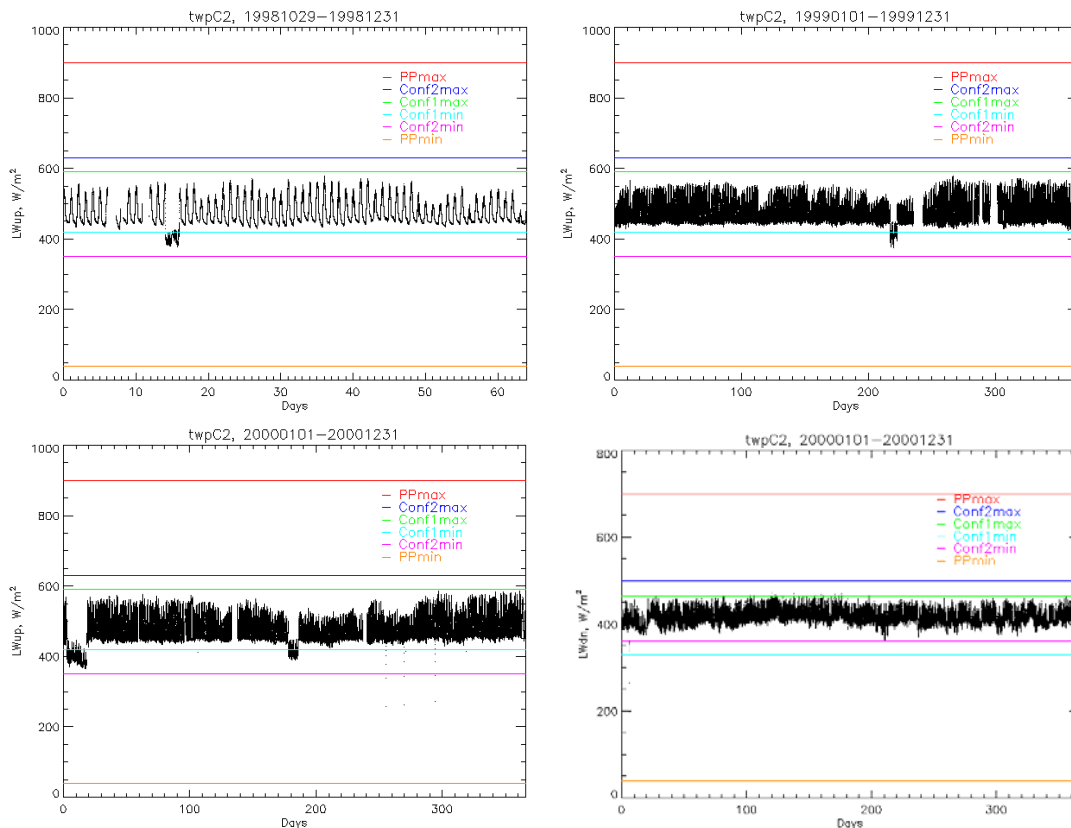 twpC2, 19981029–19981231
1000
800
600
400
200
0
LWup, W/m²
PPmax
Conf2max
Conf1max
Conf1min
Conf2min
PPmin
0 10 20 30 40 50 60
Days
twpC2, 19990101–19991231
1000
800
600
400
200
0
LWup, W/m²
PPmax
Conf2max
Conf1max
Conf1min
Conf2min
PPmin
0 100 200 300
Days
twpC2, 20000101–20001231
1000
800
600
400
200
0
LWup, W/m²
PPmax
Conf2max
Conf1max
Conf1min
Conf2min
PPmin
0 100 200 300
Days
twpC2, 20000101–20001231
800
600
400
200
0
LWdn, W/m²
PPmax
Conf2max
Conf1max
Conf1min
Conf2min
PPmin
0 100 200 300
Days